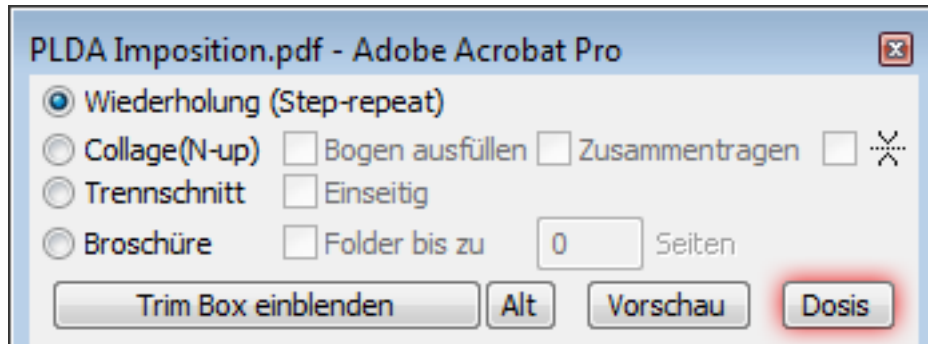 PLDA Imposition.pdf - Adobe Acrobat Pro
Wiederholung (Step-repeat)
Collage(N-up) Bogen ausfüllen Zusammentragen
Trennschnitt Einseitig
Broschüre Folder bis zu 0 Seiten
Trim Box einblenden Alt Vorschau Dosis